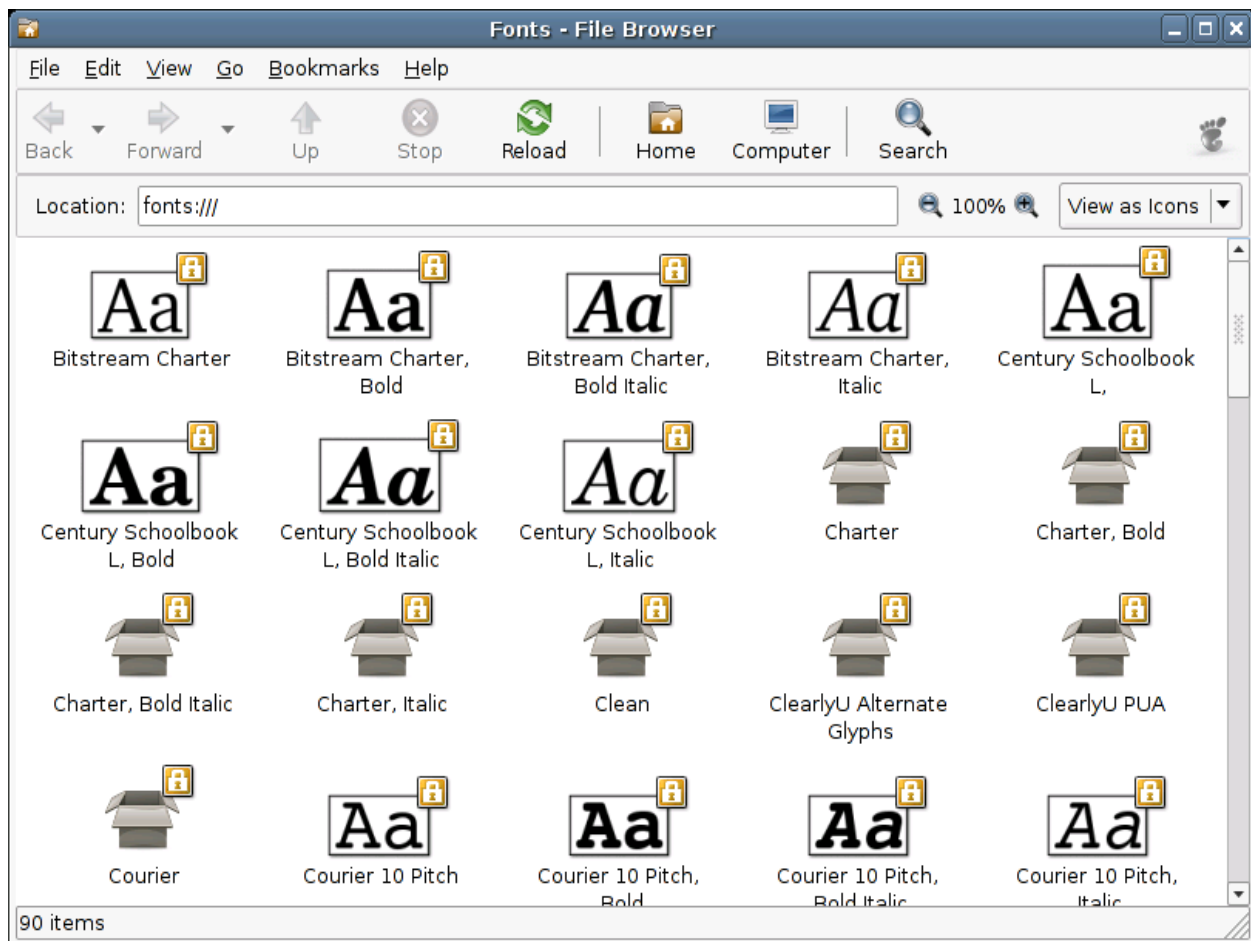 Fonts - File Browser
File Edit View Go Bookmarks Help
Back Forward Up Stop Reload Home Computer Search
Location: fonts:/// 100% View as Icons
Aa Aa Aa Aa Aa
Bitstream Charter
Bitstream Charter,
Bold
Bitstream Charter,
Bold Italic
Bitstream Charter,
Italic
Century Schoolbook
L,
Aa Aa Aa
Century Schoolbook
L, Bold
Century Schoolbook
L, Bold Italic
Century Schoolbook
L, Italic
Charter
Charter, Bold
Charter, Bold Italic
Charter, Italic
Clean
ClearlyU Alternate
Glyphs
ClearlyU PUA
Aa Aa Aa Aa
Courier
Courier 10 Pitch
Courier 10 Pitch,
Bold
Courier 10 Pitch,
Bold Italic
Courier 10 Pitch,
Italic
90 items